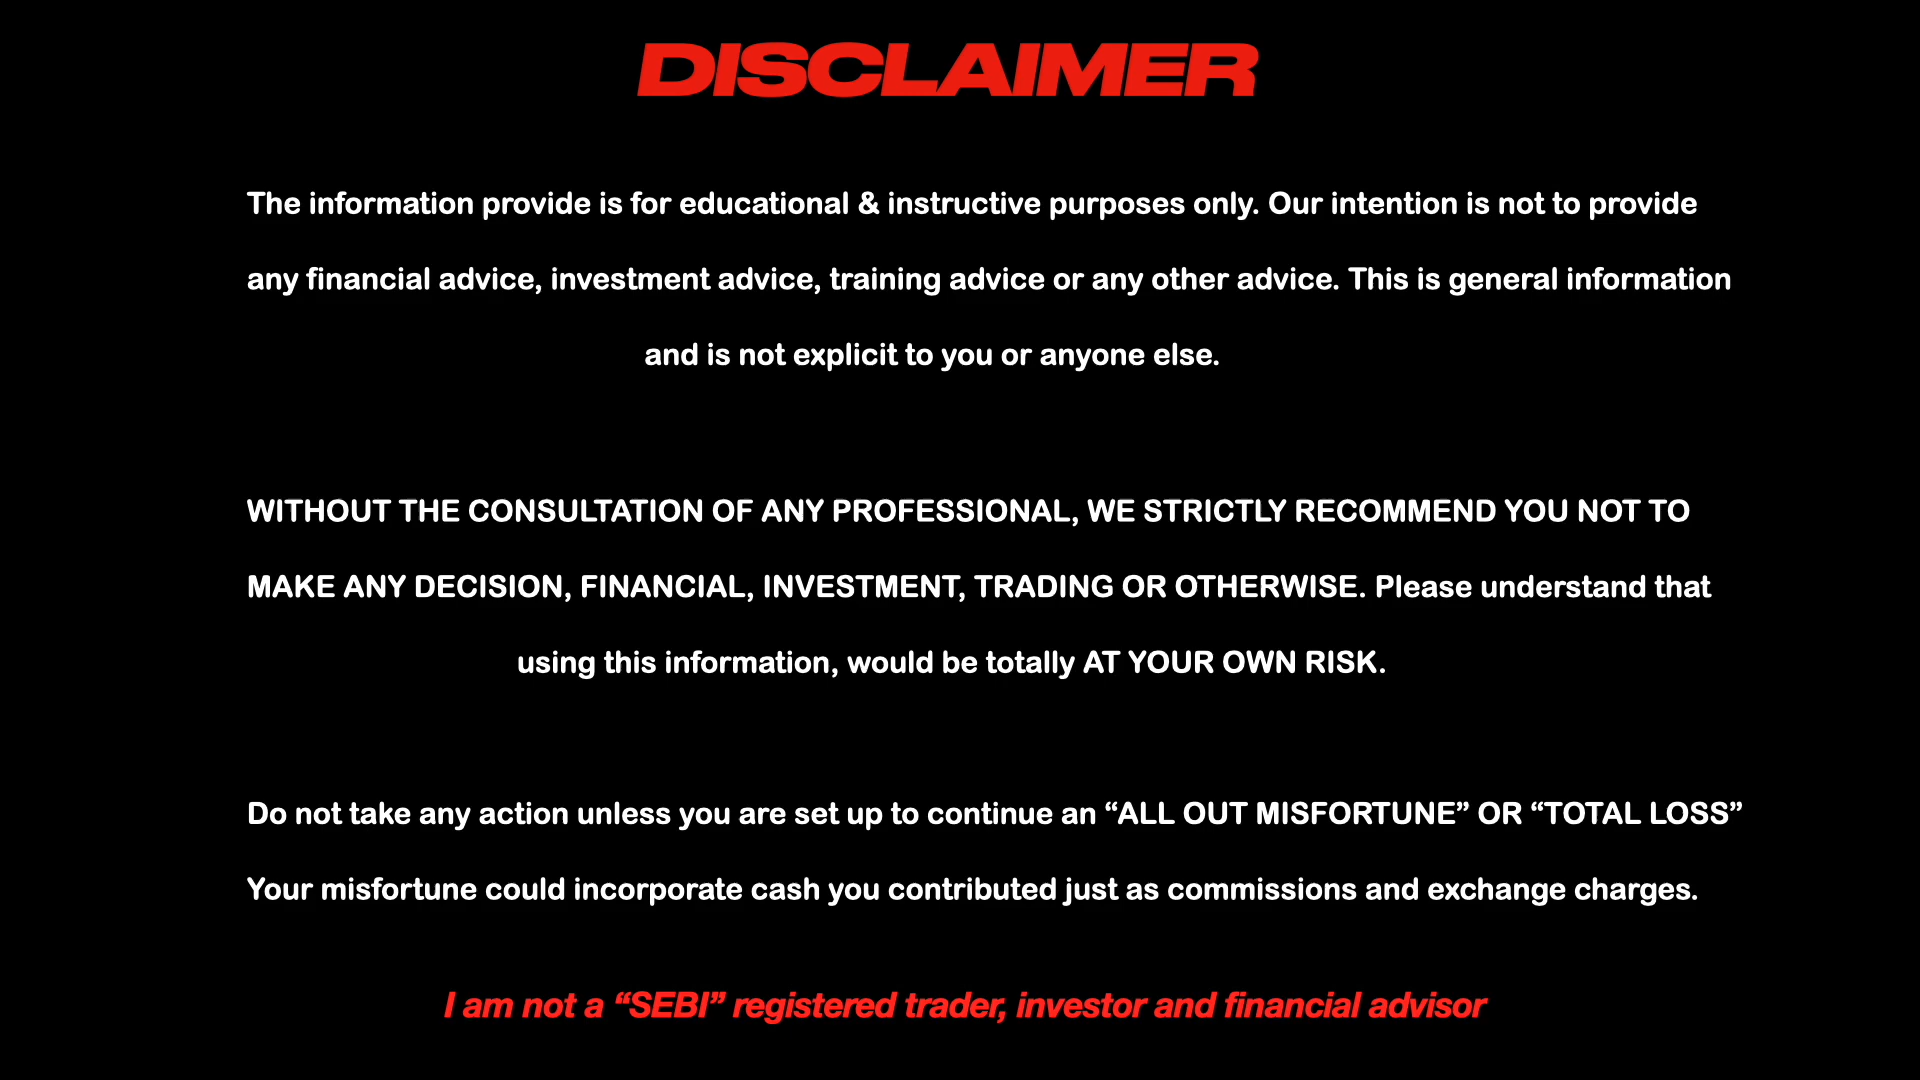 DISCLAIMER
The information provide is for educational & instructive purposes only. Our intention is not to provide
any financial advice, investment advice, training advice or any other advice. This is general information
and is not explicit to you or anyone else.
WITHOUT THE CONSULTATION OF ANY PROFESSIONAL, WE STRICTLY RECOMMEND YOU NOT TO
MAKE ANY DECISION, FINANCIAL, INVESTMENT, TRADING OR OTHERWISE. Please understand that
using this information, would be totally AT YOUR OWN RISK.
Do not take any action unless you are set up to continue an “ALL OUT MISFORTUNE” OR “TOTAL LOSS”
Your misfortune could incorporate cash you contributed just as commissions and exchange charges.
I am not a “SEBI” registered trader, investor and financial advisor